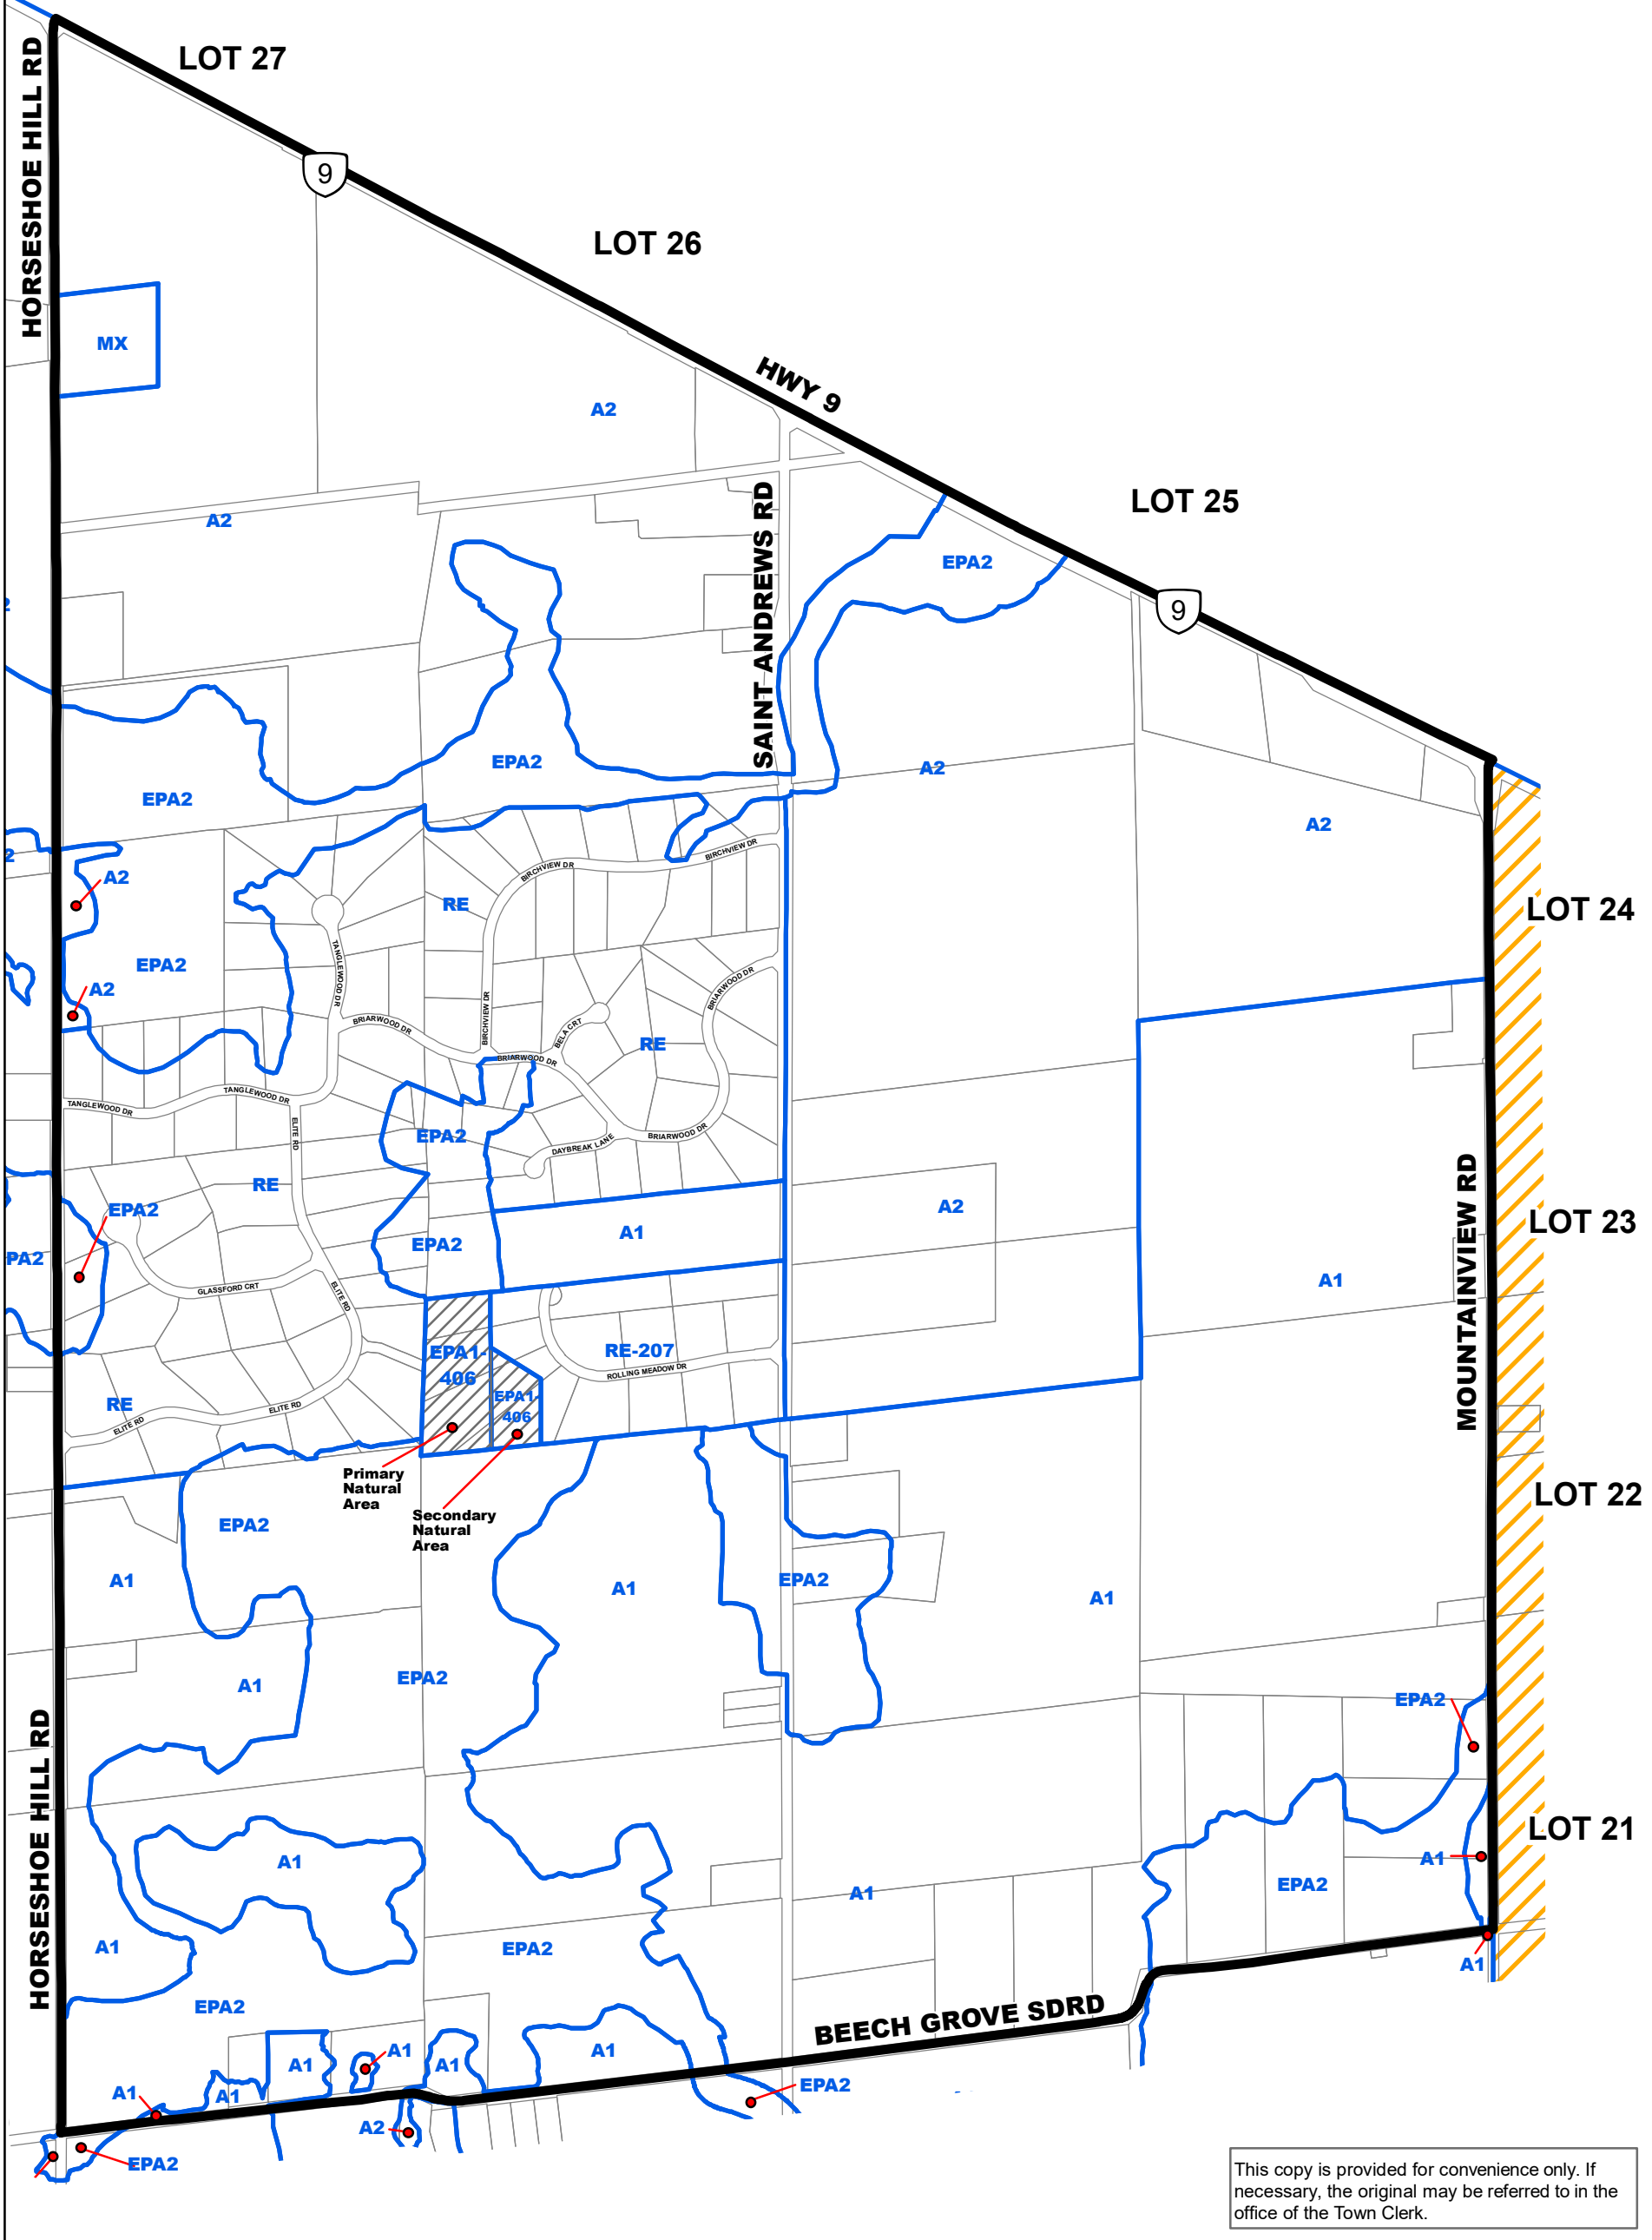 LOT 27
HORSESHOE HILL RD
9
LOT 26
MX
HWY 9
A2
LOT 25
A2
SAINT ANDREWS RD
EPA2
9
2
EPA2
A2
EPA2
A2
2
A2
RE
BIRCHVIEW DR
BIRCHVIEW DR
LOT 24
EPA2
TANGLEWOOD DR
BRIARWOOD DR
A2
BIRCHVIEW DR
BRIARWOOD DR
BELA CRT
RE
BRIARWOOD DR
TANGLEWOOD DR
TANGLEWOOD DR
ELITE RD
EPA2
BRIARWOOD DR
DAYBREAK LANE
MOUNTAINVIEW RD
RE
EPA2
A2
LOT 23
A1
EPA2
PA2
A1
GLASSFORD CRT
ELITE RD
EPA1-
406
RE-207
ROLLING MEADOW DR
EPA1-
406
RE
ELITE RD
ELITE RD
Primary
Natural
Area
LOT 22
Secondary
Natural
Area
EPA2
A1
A1
EPA2
A1
A1
EPA2
EPA2
HORSESHOE HILL RD
LOT 21
A1
A1
EPA2
A1
A1
EPA2
A1
EPA2
BEECH GROVE SDRD
A1
A1
A1
A1
A1
A1
A1
EPA2
A2
EPA2
This copy is provided for convenience only. If
necessary, the original may be referred to in the
office of the Town Clerk.